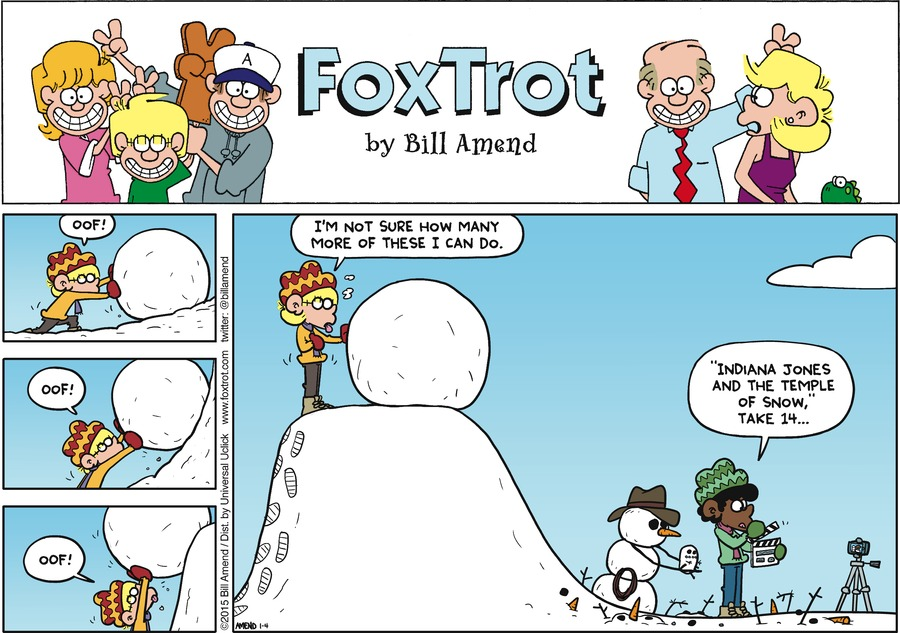 A
FoxTrot
by Bill Amend
OOF!
OOF!
OOF!
©2015 Bill Amend / Dist. by Universal Uclick www.foxtrot.com twitter: @billamend
I'M NOT SURE HOW MANY
MORE OF THESE I CAN DO.
"INDIANA JONES
AND THE TEMPLE
OF SNOW,"
TAKE 14...
AMEND 1-4